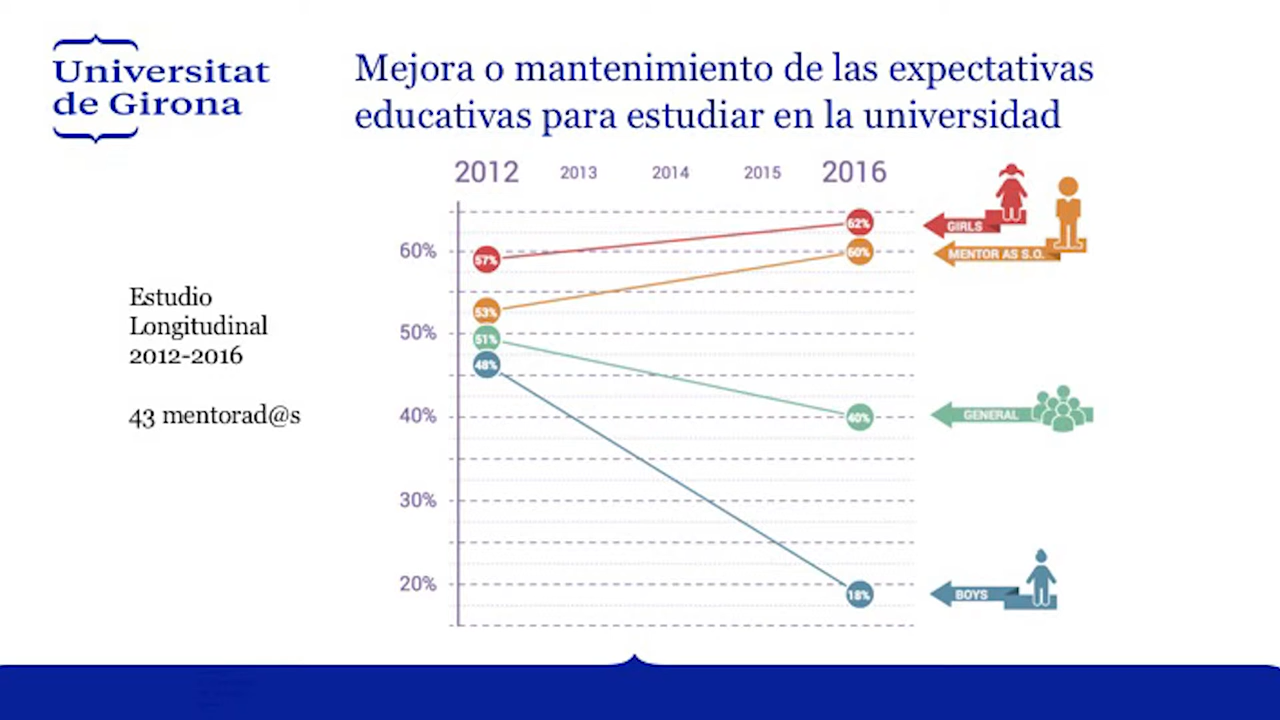 Universitat
de Girona
Mejora o mantenimiento de las expectativas
educativas para estudiar en la universidad
2012 2013 2014 2015 2016
Estudio
Longitudinal
2012-2016
43 mentorad@s
60%
50%
40%
30%
20%
57%
53%
51%
48%
62%
60%
40%
18%
GIRLS
MENTOR AS S.O.
GENERAL
BOYS